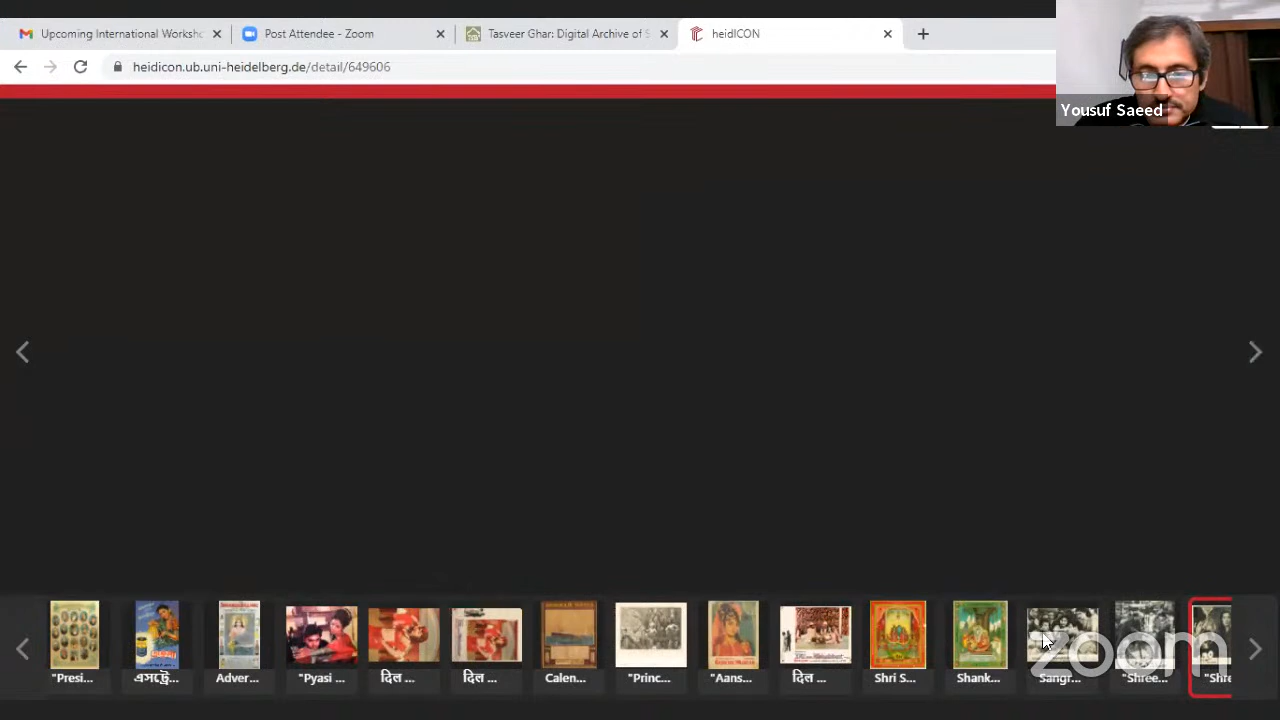 Upcoming International Worksho
Post Attendee - Zoom
Tasveer Ghar: Digital Archive of S
heidICON
heidicon.ub.uni-heidelberg.de/detail/649606
Yousuf Saeed
"Presi...
এসট্রে...
Adver...
"Pyasi ...
दिल ...
दिल ...
Calen...
"Princ...
"Aans...
दिल ...
Shri S...
Shank...
Sangr...
"Shree...
"Shre
zoom